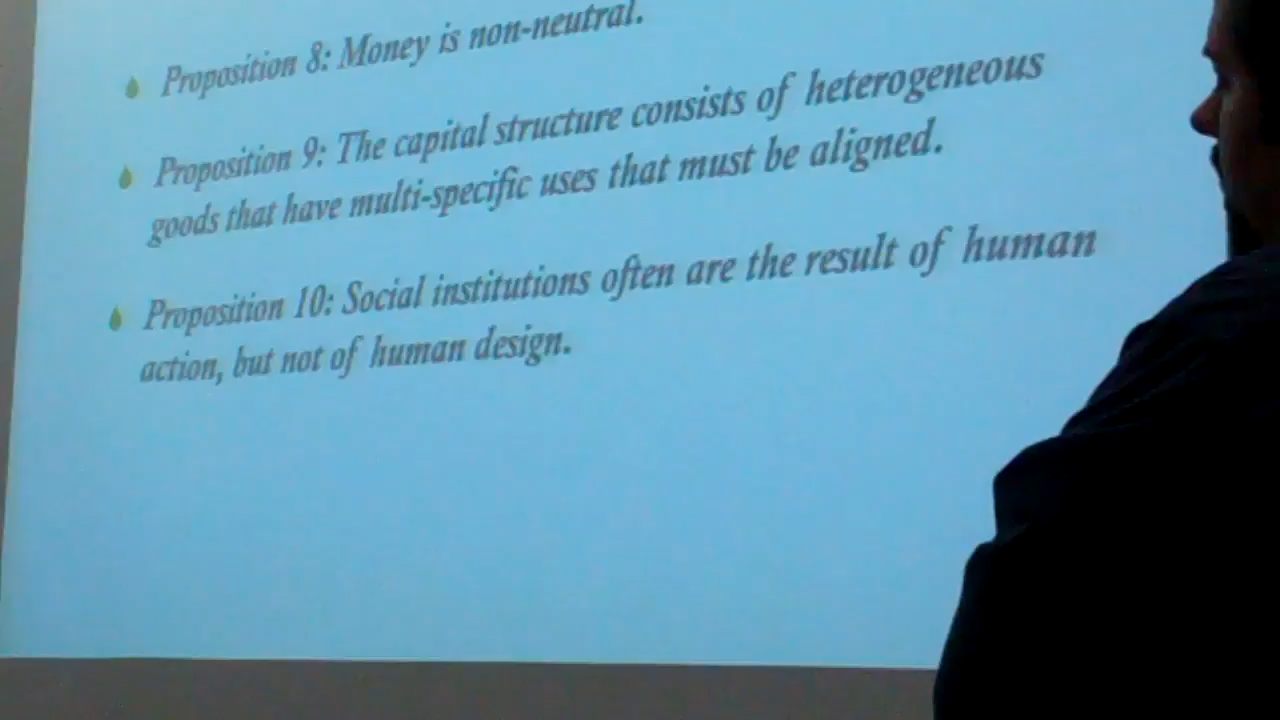 Proposition 8: Money is non-neutral.
Proposition 9: The capital structure consists of heterogeneous
goods that have multi-specific uses that must be aligned.
Proposition 10: Social institutions often are the result of human
action, but not of human design.